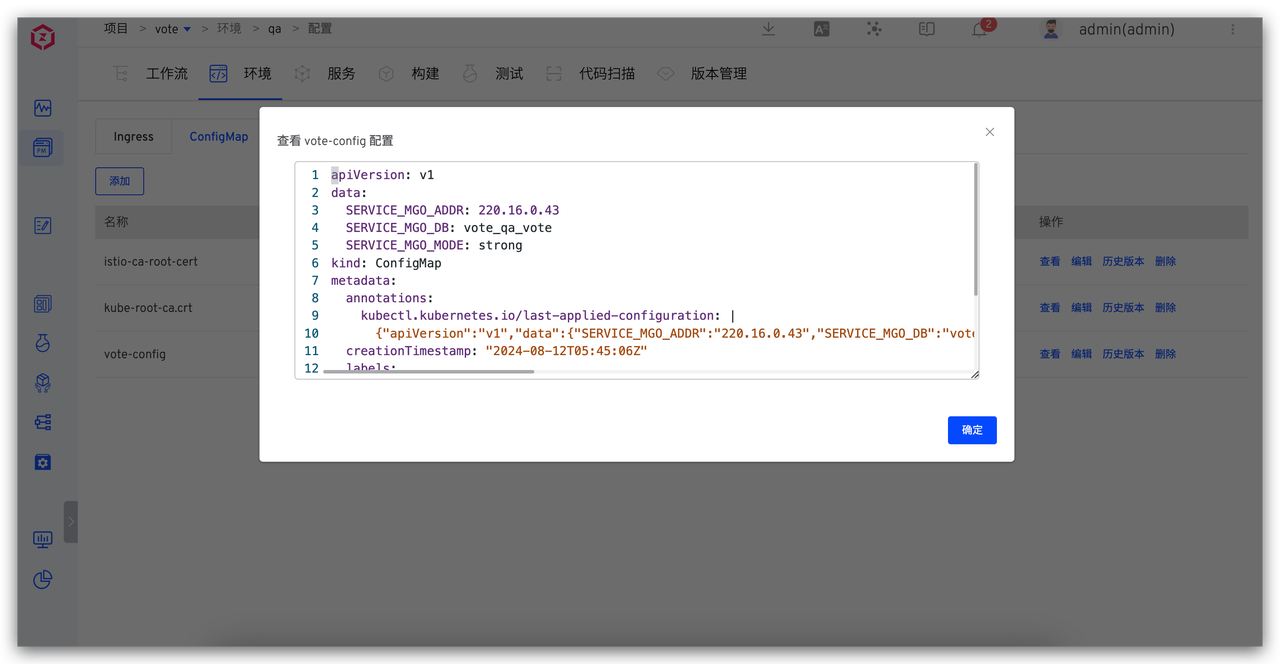 项目 > vote > 环境 > qa > 配置
2
admin(admin)
工作流 环境 服务 构建 测试 代码扫描 版本管理
Ingress ConfigMap
添加
名称 操作
istio-ca-root-cert 查看 编辑 历史版本 删除
kube-root-ca.crt 查看 编辑 历史版本 删除
vote-config 查看 编辑 历史版本 删除
查看 vote-config 配置
1 apiVersion: v1
2 data:
3 SERVICE_MGO_ADDR: 220.16.0.43
4 SERVICE_MGO_DB: vote_qa_vote
5 SERVICE_MGO_MODE: strong
6 kind: ConfigMap
7 metadata:
8 annotations:
9 kubectl.kubernetes.io/last-applied-configuration: |
10 {"apiVersion":"v1","data":{"SERVICE_MGO_ADDR":"220.16.0.43","SERVICE_MGO_DB":"vote
11 creationTimestamp: "2024-08-12T05:45:06Z"
12 labels:
确定